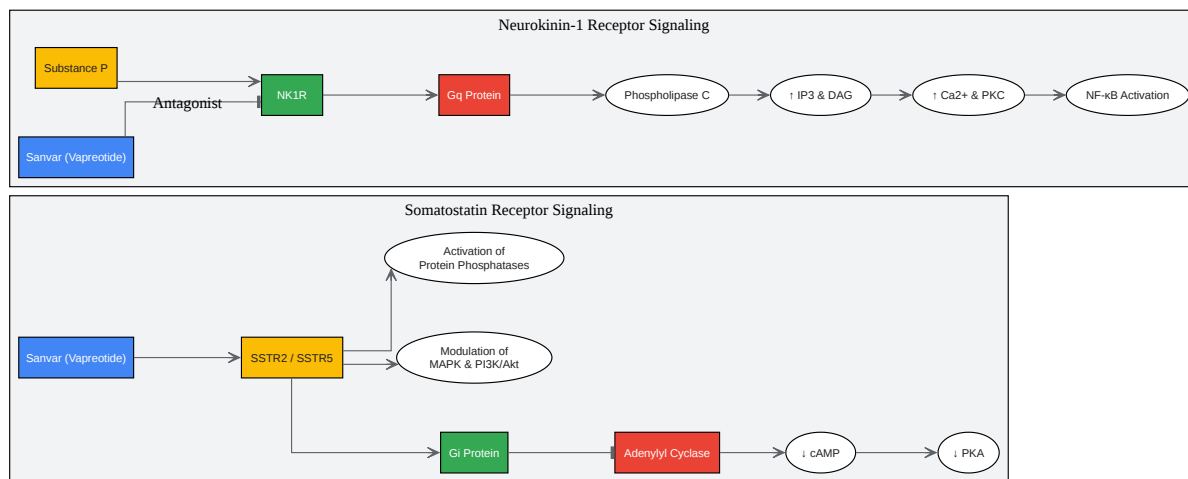 Neurokinin-1 Receptor Signaling
Substance P
Antagonist
NK1R
Gq Protein
Phospholipase C
↑ IP3 & DAG
↑ Ca2+ & PKC
NF-κB Activation
Sanvar (Vapreotide)
Somatostatin Receptor Signaling
Activation of
Protein Phosphatases
Sanvar (Vapreotide)
SSTR2 / SSTR5
Modulation of
MAPK & PI3K/Akt
Gi Protein
Adenylyl Cyclase
↓ cAMP
↓ PKA